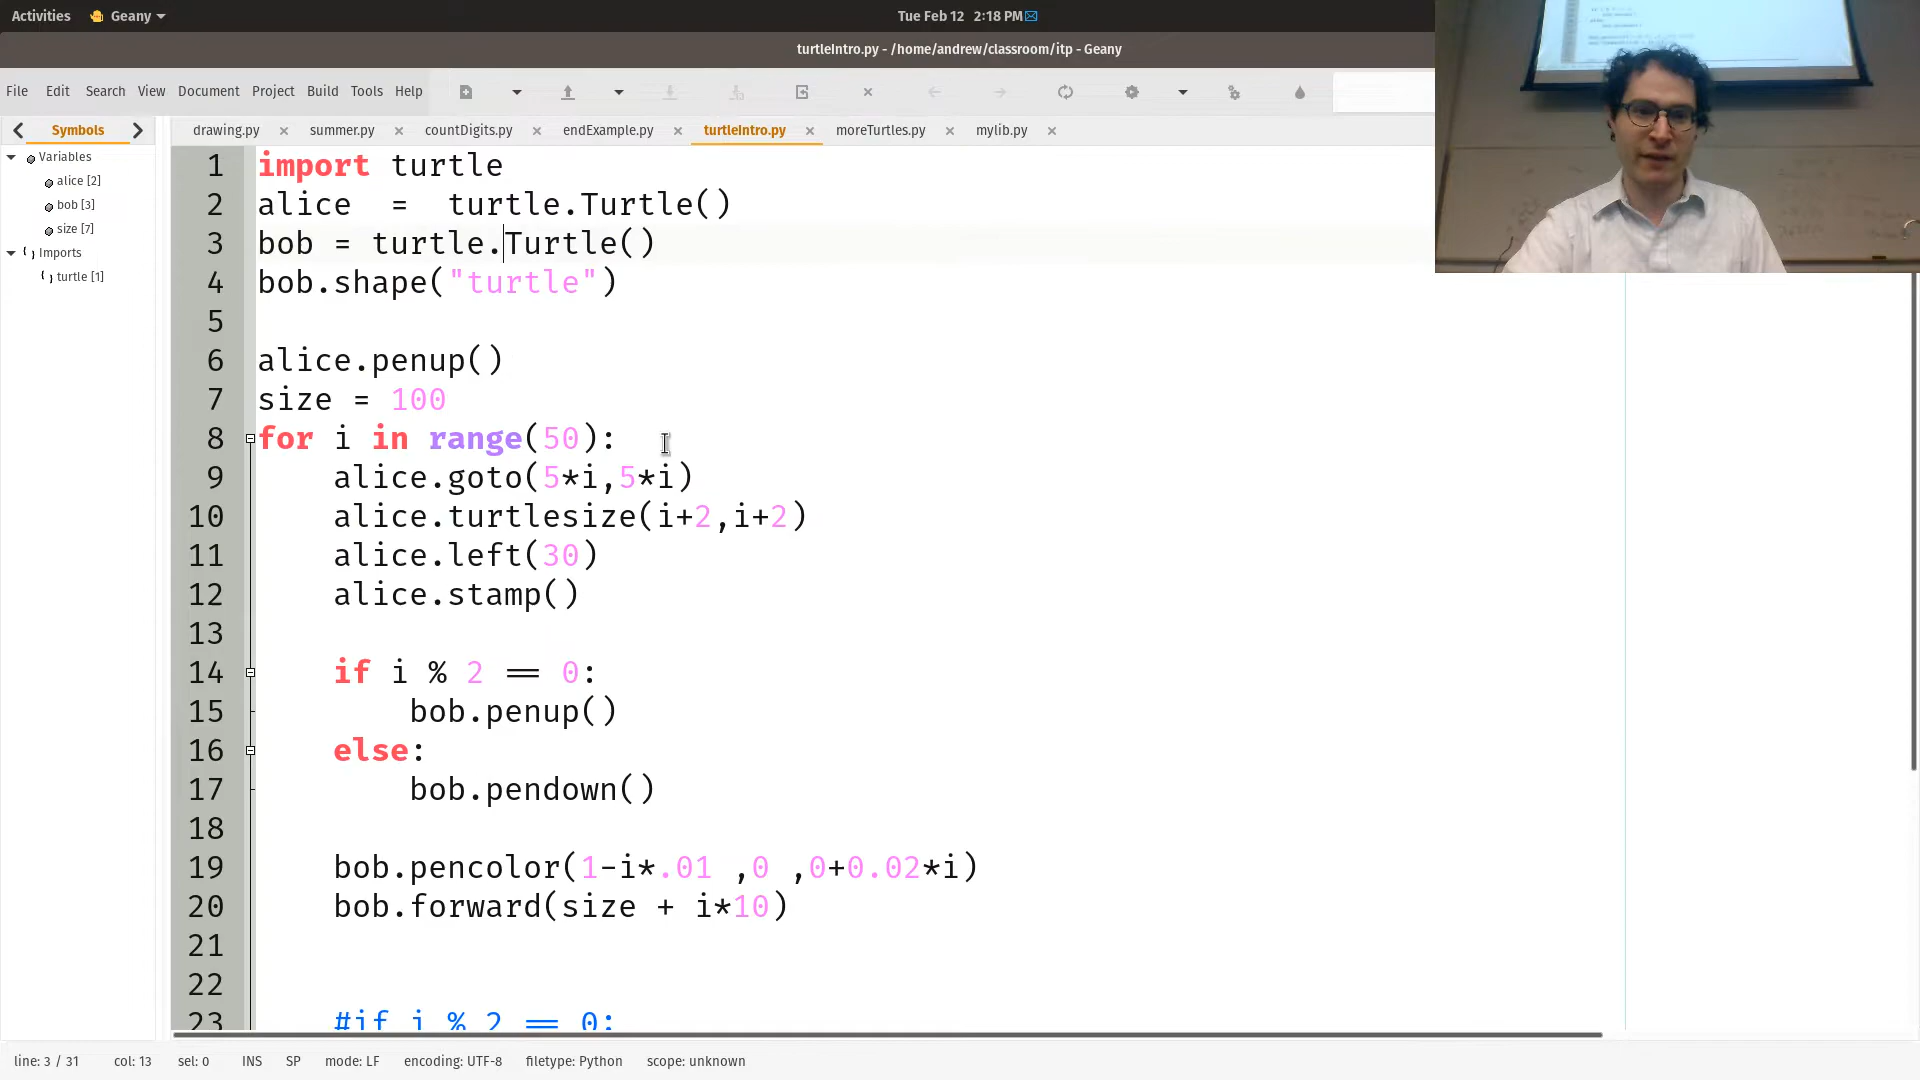 Activities Geany Tue Feb 12 2:18 PM
turtleIntro.py - /home/andrew/classroom/itp - Geany
File Edit Search View Document Project Build Tools Help
Symbols drawing.py summer.py countDigits.py endExample.py turtleIntro.py moreTurtles.py mylib.py
Variables
alice [2]
bob [3]
size [7]
Imports
turtle [1]
1 import turtle
2 alice  =  turtle.Turtle()
3 bob = turtle.Turtle()
4 bob.shape("turtle")
5
6 alice.penup()
7 size = 100
8 for i in range(50):
9     alice.goto(5*i,5*i)
10     alice.turtlesize(i+2,i+2)
11     alice.left(30)
12     alice.stamp()
13
14     if i % 2 == 0:
15         bob.penup()
16     else:
17         bob.pendown()
18
19     bob.pencolor(1-i*.01 ,0 ,0+0.02*i)
20     bob.forward(size + i*10)
21
22
23     #if i % 2 == 0:
line: 3 / 31 col: 13 sel: 0 INS SP mode: LF encoding: UTF-8 filetype: Python scope: unknown